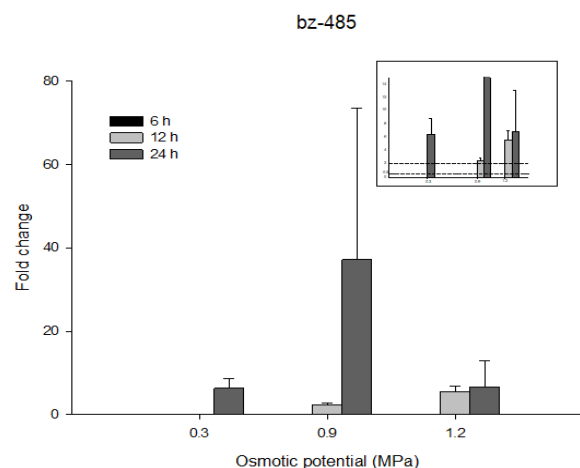 bz-485
80
60
40
20
0
Fold change
6 h
12 h
24 h
0.3
0.9
1.2
Osmotic potential (MPa)